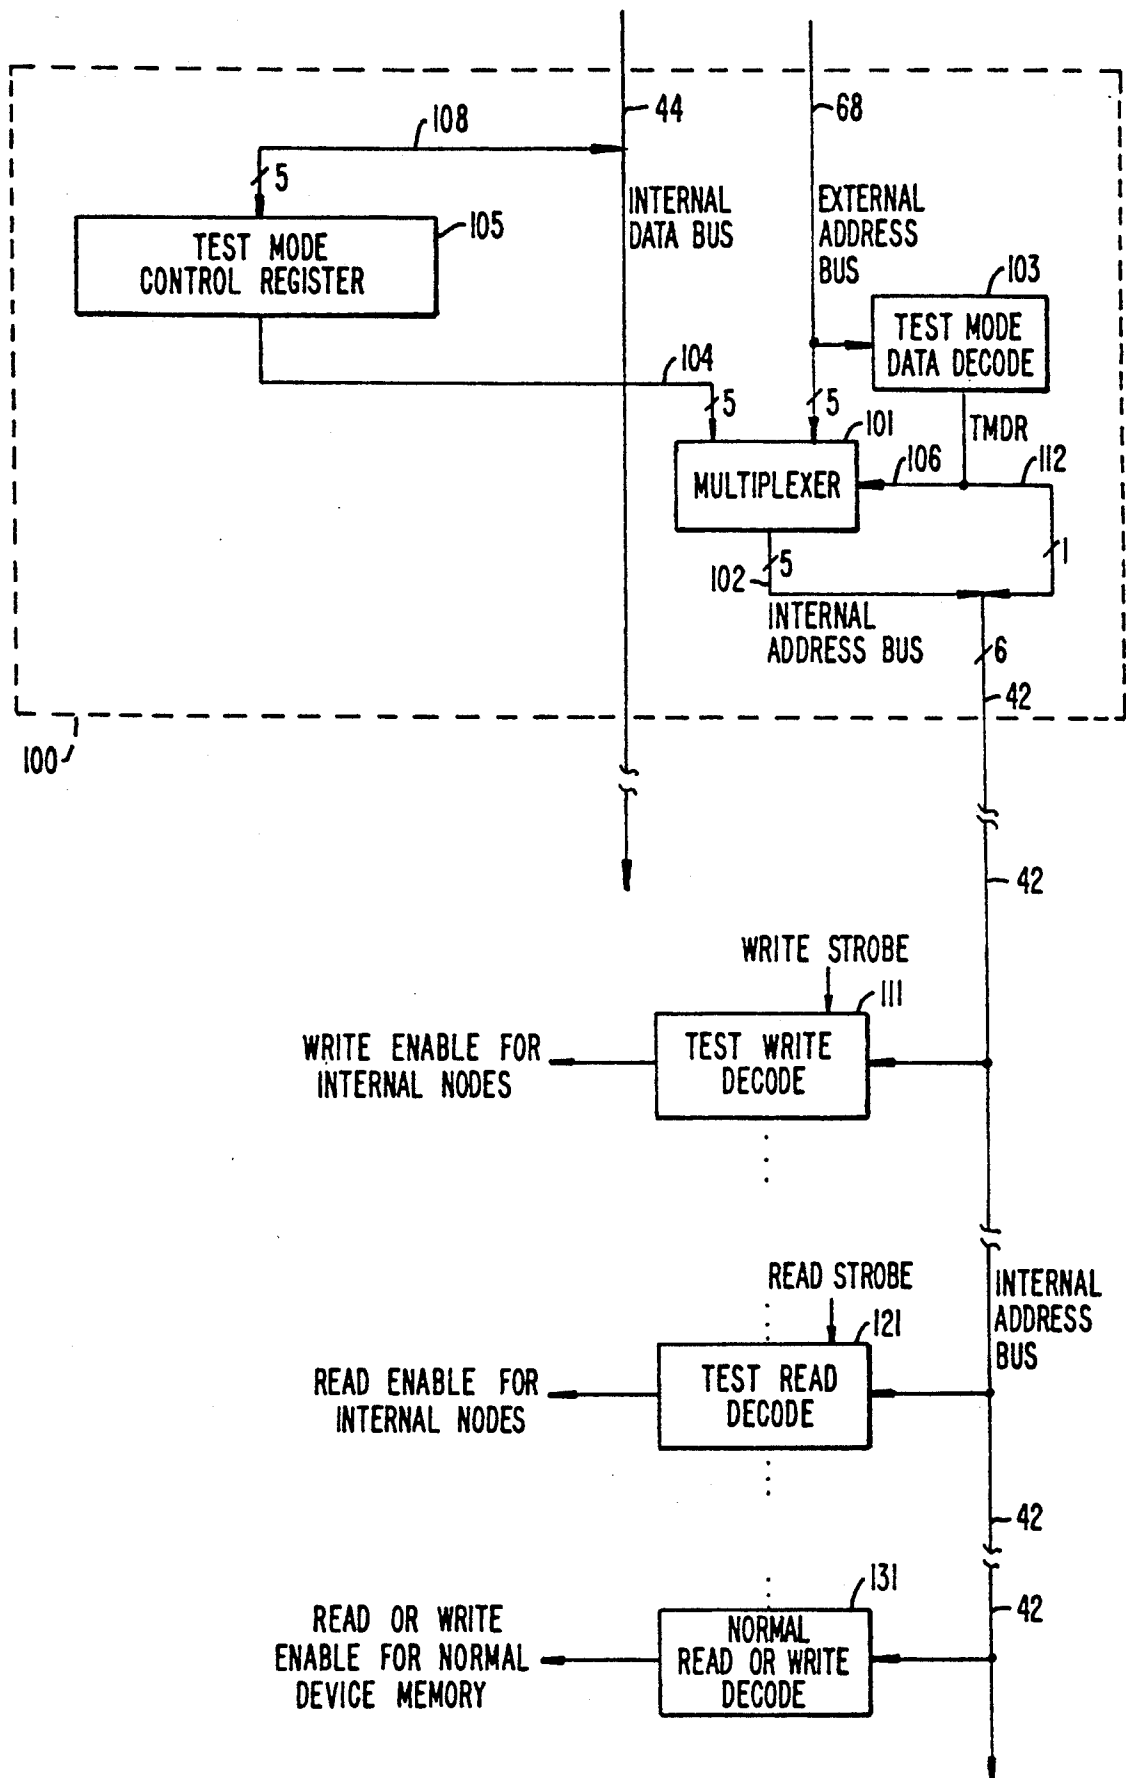 44
68
108
5
INTERNAL
DATA BUS
EXTERNAL
ADDRESS
BUS
105
TEST MODE
CONTROL REGISTER
103
TEST MODE
DATA DECODE
104
5
5
101
TMDR
MULTIPLEXER
106
112
102
5
1
INTERNAL
ADDRESS BUS
6
42
100
42
WRITE STROBE
111
WRITE ENABLE FOR
INTERNAL NODES
TEST WRITE
DECODE
READ STROBE
121
INTERNAL
ADDRESS
BUS
READ ENABLE FOR
INTERNAL NODES
TEST READ
DECODE
42
131
42
READ OR WRITE
ENABLE FOR NORMAL
DEVICE MEMORY
NORMAL
READ OR WRITE
DECODE